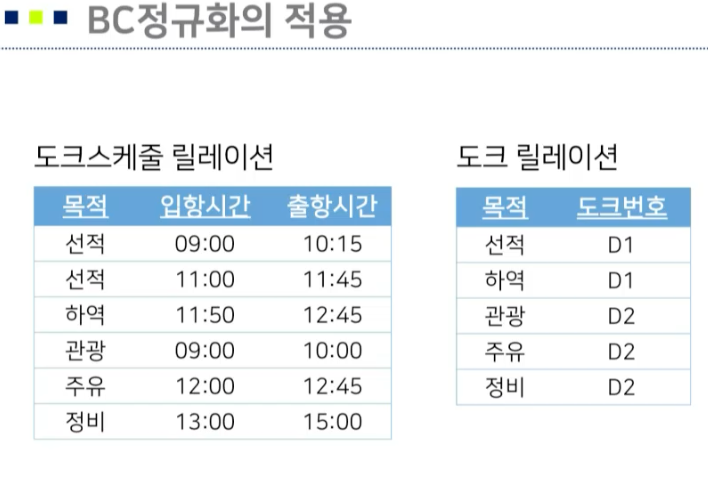 BC정규화의 적용
도크스케줄 릴레이션
목적 입항시간 출항시간
선적 09:00 10:15
선적 11:00 11:45
하역 11:50 12:45
관광 09:00 10:00
주유 12:00 12:45
정비 13:00 15:00
도크 릴레이션
목적 도크번호
선적 D1
하역 D1
관광 D2
주유 D2
정비 D2